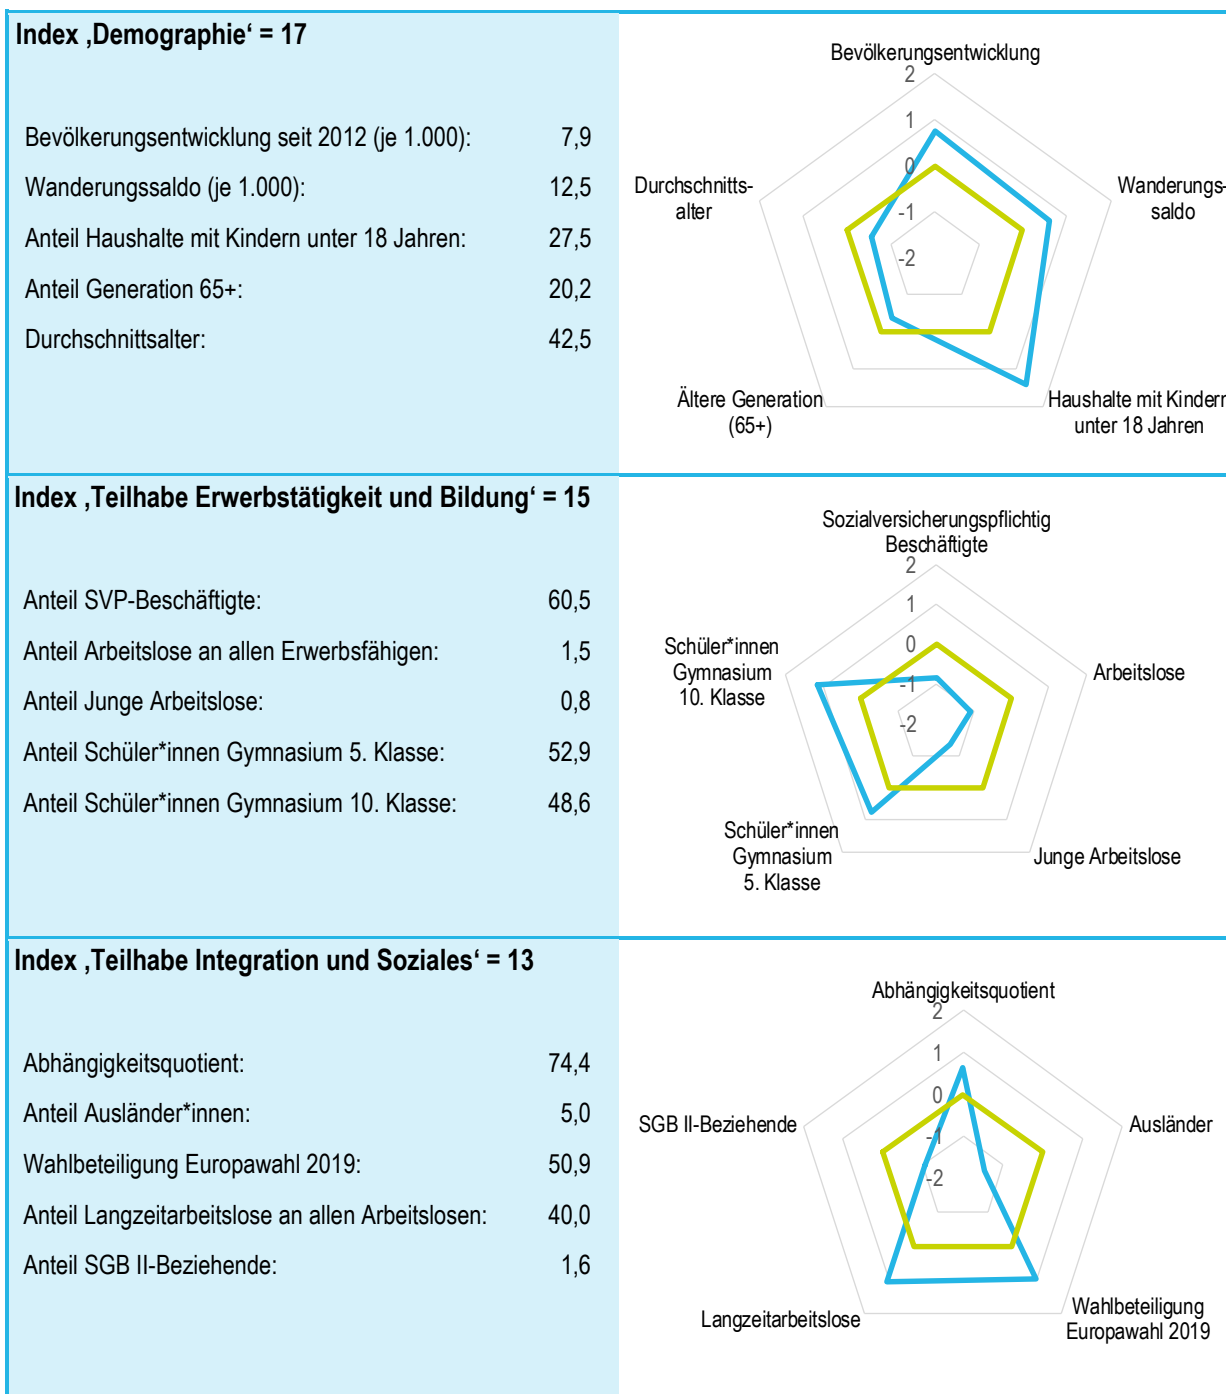 Index ‚Demographie‘ = 17
Bevölkerungsentwicklung seit 2012 (je 1.000): 7,9
Wanderungssaldo (je 1.000): 12,5
Anteil Haushalte mit Kindern unter 18 Jahren: 27,5
Anteil Generation 65+: 20,2
Durchschnittsalter: 42,5
Bevölkerungsentwicklung
2
1
0
-1
-2
Durchschnitts-
alter
Wanderungs-
saldo
Ältere Generation
(65+)
Haushalte mit Kindern
unter 18 Jahren
Index ‚Teilhabe Erwerbstätigkeit und Bildung‘ = 15
Anteil SVP-Beschäftigte: 60,5
Anteil Arbeitslose an allen Erwerbsfähigen: 1,5
Anteil Junge Arbeitslose: 0,8
Anteil Schüler*innen Gymnasium 5. Klasse: 52,9
Anteil Schüler*innen Gymnasium 10. Klasse: 48,6
Sozialversicherungspflichtig
Beschäftigte
2
1
0
-1
-2
Schüler*innen
Gymnasium
10. Klasse
Arbeitslose
Schüler*innen
Gymnasium
5. Klasse
Junge Arbeitslose
Index ‚Teilhabe Integration und Soziales‘ = 13
Abhängigkeitsquotient: 74,4
Anteil Ausländer*innen: 5,0
Wahlbeteiligung Europawahl 2019: 50,9
Anteil Langzeitarbeitslose an allen Arbeitslosen: 40,0
Anteil SGB II-Beziehende: 1,6
Abhängigkeitsquotient
2
1
0
-1
-2
SGB II-Beziehende
Ausländer
Langzeitarbeitslose
Wahlbeteiligung
Europawahl 2019